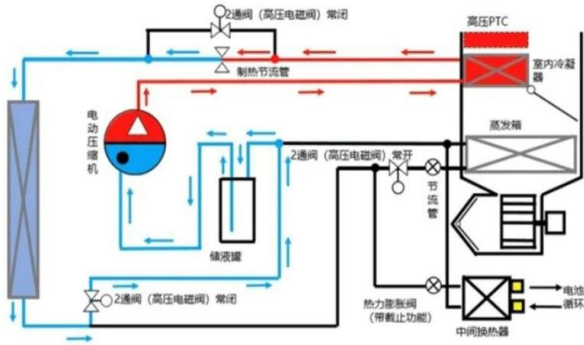 高压PTC
2通阀（高压电磁阀）常闭
制热节流管
室内冷凝
器
电动压缩机
蒸发箱
2通阀（高压电磁阀）常开
节流管
储液罐
2通阀（高压电磁阀）常闭
热力膨胀阀
（带截止功能）
中间换热器
电池
循环